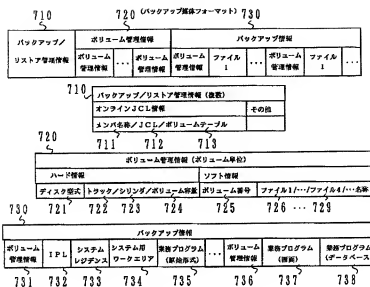 (バックアップ媒体フォーマット)
710 720 730
バックアップ/リストア管理情報 ボリューム管理情報 バックアップ情報
ボリューム管理情報 ... ボリューム管理情報 ボリューム管理情報 ファイル1 ... ボリューム管理情報 ファイル1 ...
710
バックアップ/リストア管理情報(複数)
オンラインJCL情報 その他
メンバ名称/JCL/ボリュームテーブル
711 712 713
720
ボリューム管理情報(ボリューム単位)
ハード情報 ソフト情報
ディスク型式 トラック/シリンダ/ボリューム容量 ボリューム番号 ファイル1/…/ファイル4/…名称
721 722 723 724 725 726 … 729
730
バックアップ情報
ボリューム管理情報 IPL システムレジデンス システム用ワークエリア 業務プログラム(原始形式) ... ボリューム管理情報 業務プログラム(画面) 業務プログラム(データベース)
731 732 733 734 735 736 737 738